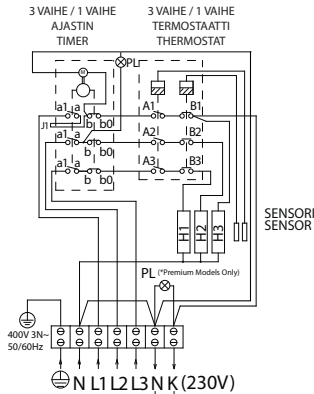 3 VAIHE / 1 VAIHE
AJASTIN
TIMER
3 VAIHE / 1 VAIHE
TERMOSTAATTI
THERMOSTAT
M
PL
a1 a
J1
b b0
A1
B1
a1 a
b b0
A2
B2
a1 a
b b0
A3
B3
H1
H2
H3
SENSORI
SENSOR
PL (*Premium Models Only)
400V 3N~
50/60Hz
N L1 L2 L3 N K (230V)